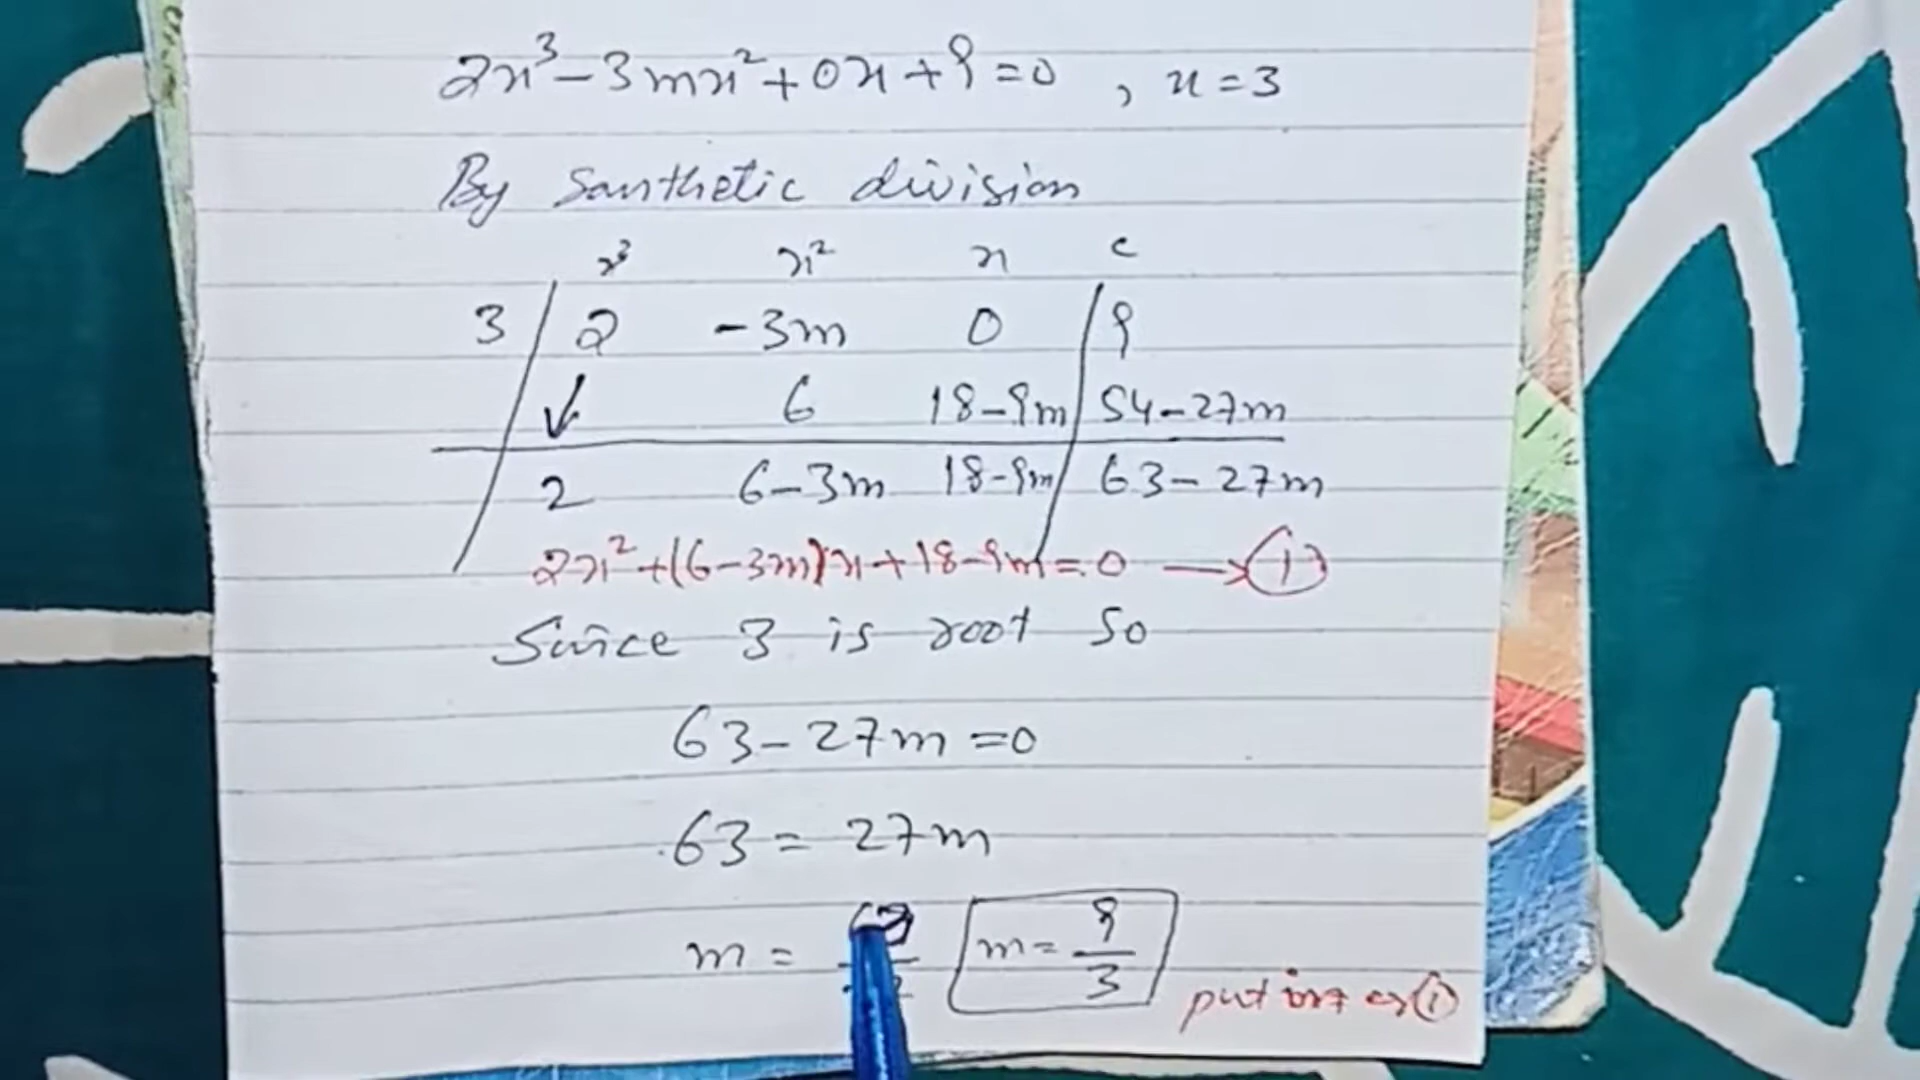 2x³-3mx²+0x+9=0 , x=3
By Santhetic division
x³ x² x c
3 2 -3m 0 9
6 18-9m 54-27m
2 6-3m 18-9m 63-27m
2x²+(6-3m)x+18-9m=0 → ①
Since 3 is root so
63-27m=0
63=27m
m = m=9/3 put in eq ①